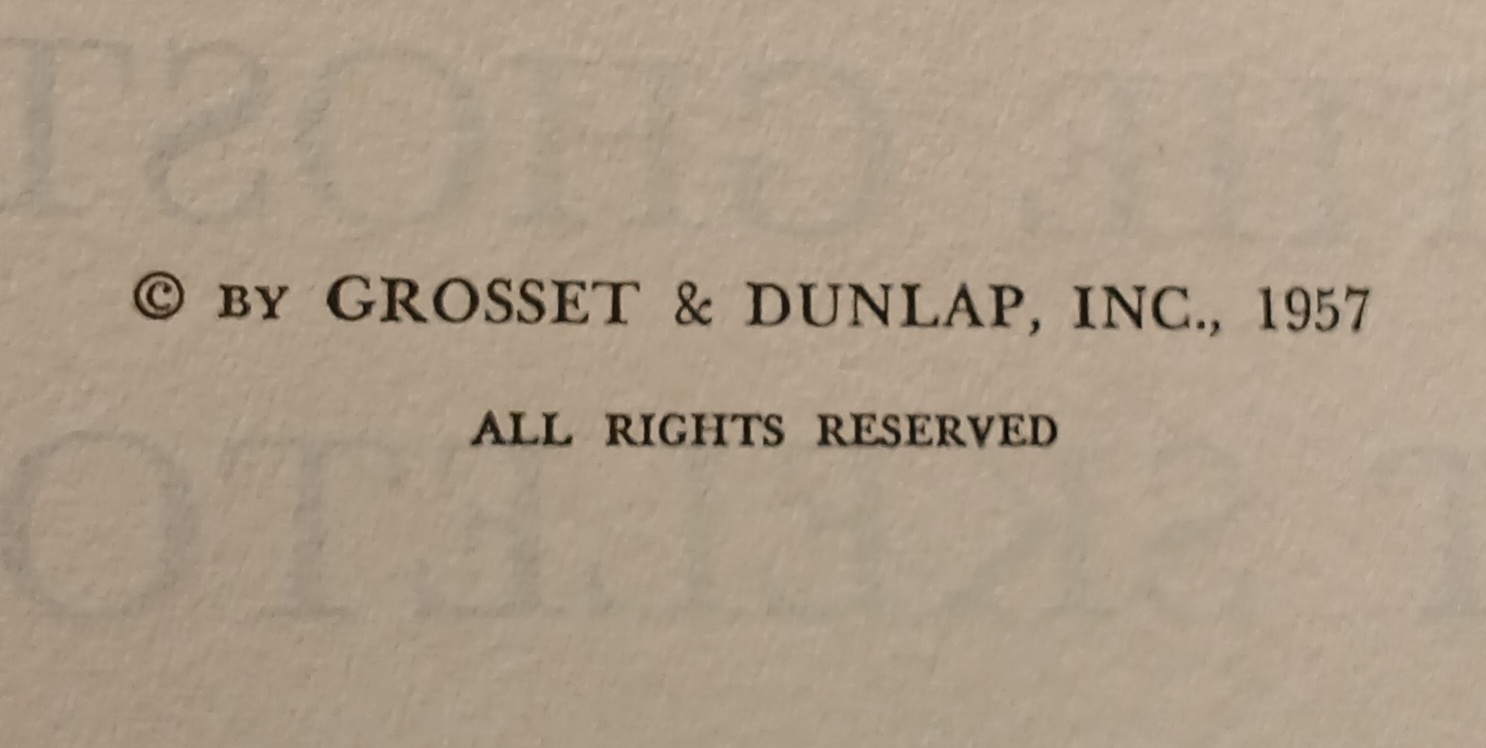 © BY GROSSET & DUNLAP, INC., 1957
ALL RIGHTS RESERVED